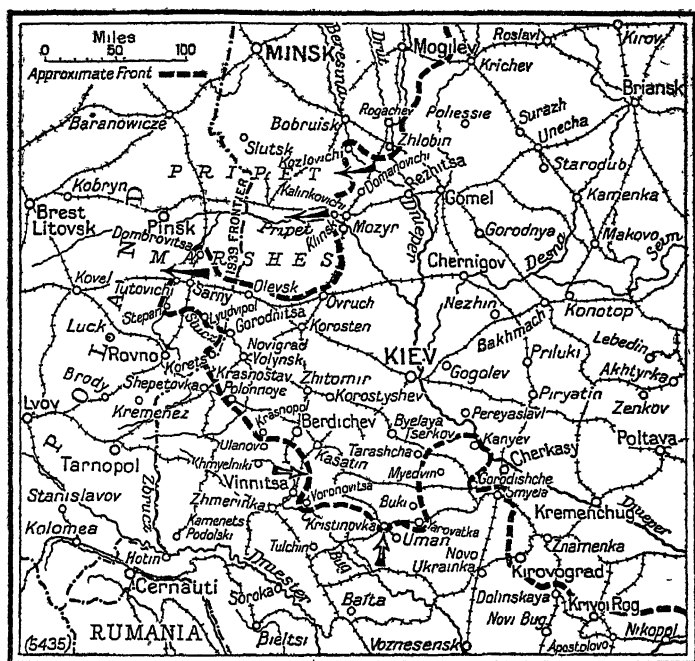 Miles
0 50 100
Approximate Front
MINSK
Beresina
Drut
Mogilev
Roslavl
Kirov
Krichev
Briansk
Baranowicze
Slutsk
Bobruisk
Rogachev
Poliessie
Surazh
Unecha
Zhlobin
Kozlovichi
Starodub
PRIPET
Domanovichi
Rezhitsa
Kalinkovichi
Kobryn
Brest
Litovsk
Pinsk
1939 FRONTIER
Pripet
Klinsk
Mozyr
Dnieper
Gomel
Kamenka
Gorodnya
Desna
Makovo
Seim
Dombrovitsa
MARSHES
Chernigov
Kovel
Tutovichi
Sarny
Olevsk
Ovruch
Nezhin
Konotop
Stepan
Lyudvipol
Gorodnitsa
Sluch
Korosten
Bakhmach
Lebedin
Luck
Rovno
Korets
Novigrad
Volynsk
KIEV
Gogolev
Priluki
Akhtyrka
Brody
Shepetovka
Krasnostav
Polonnoye
Zhitomir
Korostyshev
Piryatin
Zenkov
POLAND
Lvov
Kremenez
Krasnopol
Berdichev
Byelaya
Tserkov
Pereyaslavl
Kanyev
Poltava
Tarnopol
Ulanov
Khmyelniki
Kasatin
Tarashcha
Myedvin
Cherkasy
Zbrucz
Vinnitsa
Voronovitsa
Gorodishche
Smyela
Stanislavov
Zhmerinka
Buki
Kremenchug
Dnieper
Kolomea
Kamenets
Podolski
Kristinovka
Yarovatka
Uman
Znamenka
Hotin
Dniester
Tulchin
Bug
Novo
Ukrainka
Kirovograd
Cernauti
Soroka
Balta
Dolinskaya
Krivoi Rog
(5435)
RUMANIA
Bieltsi
Voznesensk
Novi Bug
Apostolovo
Nikopol